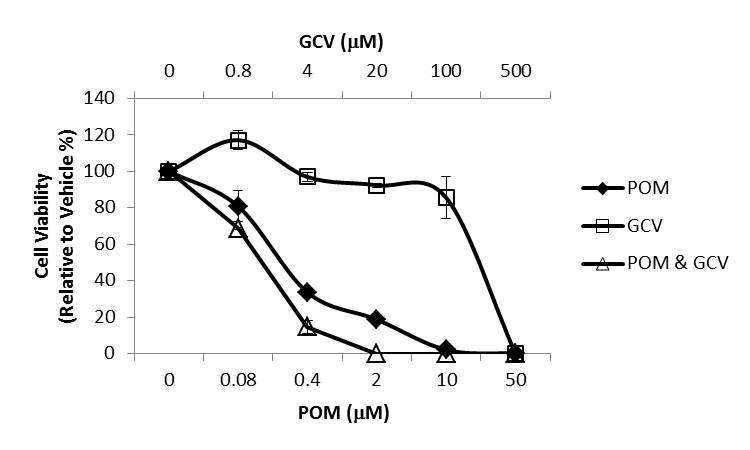 GCV (µM)
0 0.8 4 20 100 500
140
120
100
80
60
40
20
0
Cell Viability
(Relative to Vehicle %)
0 0.08 0.4 2 10 50
POM (µM)
POM
GCV
POM & GCV